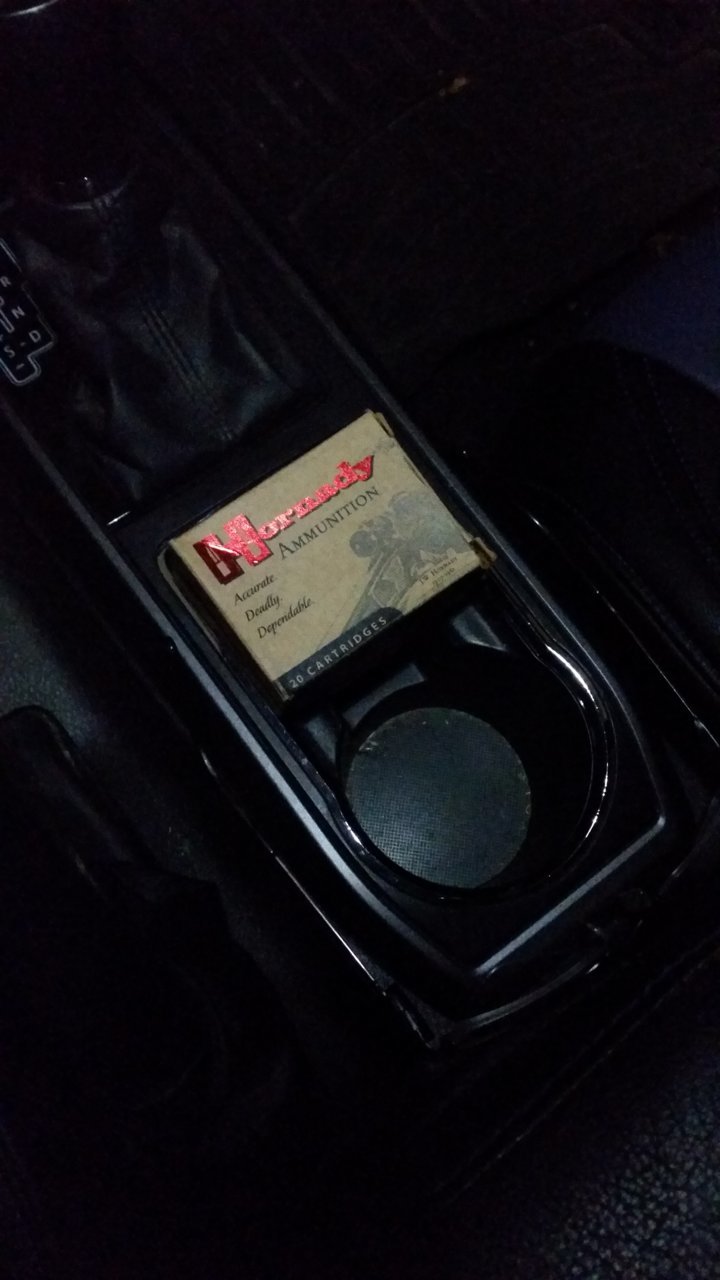 R
N
D
Hornady
AMMUNITION
Accurate.
Deadly.
Dependable.
20 CARTRIDGES